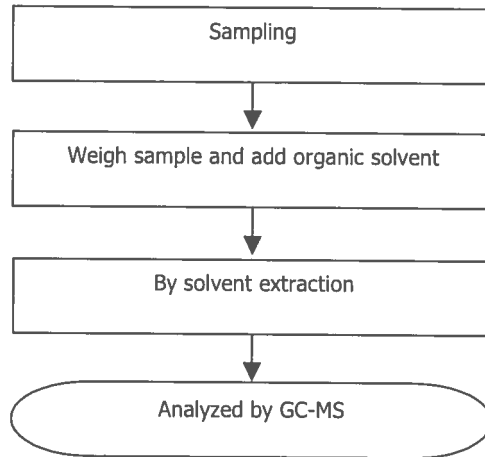 Sampling
Weigh sample and add organic solvent
By solvent extraction
Analyzed by GC-MS